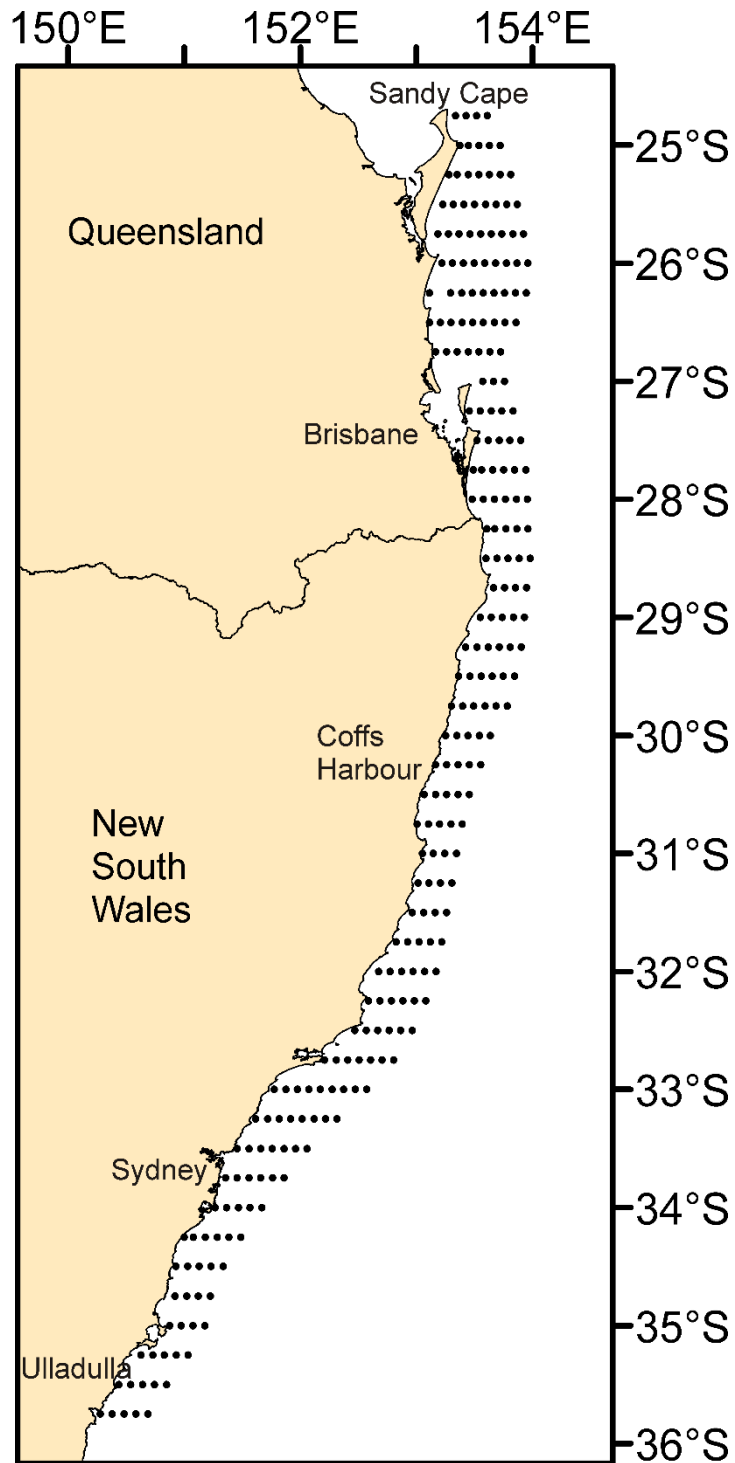 150°E 152°E 154°E
Sandy Cape
25°S
Queensland
26°S
27°S
Brisbane
28°S
29°S
Coffs
Harbour
30°S
New
South
Wales
31°S
32°S
33°S
Sydney
34°S
35°S
Ulladulla
36°S